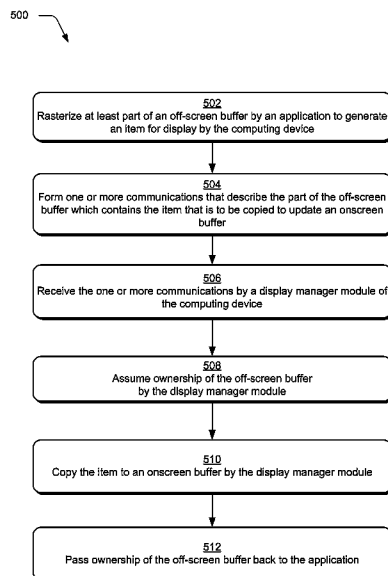 500
502
Rasterize at least part of an off-screen buffer by an application to generate
an item for display by the computing device
504
Form one or more communications that describe the part of the off-screen
buffer which contains the item that is to be copied to update an onscreen
buffer
506
Receive the one or more communications by a display manager module of
the computing device
508
Assume ownership of the off-screen buffer
by the display manager module
510
Copy the item to an onscreen buffer by the display manager module
512
Pass ownership of the off-screen buffer back to the application